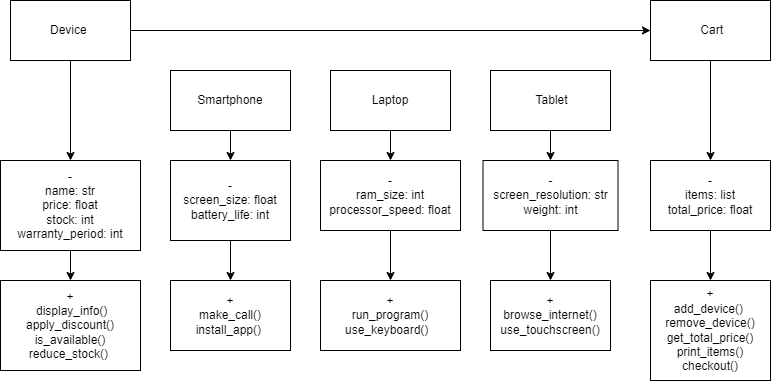 Device
Cart
Smartphone
Laptop
Tablet
-
name: str
price: float
stock: int
warranty_period: int
-
screen_size: float
battery_life: int
-
ram_size: int
processor_speed: float
-
screen_resolution: str
weight: int
-
items: list
total_price: float
+
display_info()
apply_discount()
is_available()
reduce_stock()
+
make_call()
install_app()
+
run_program()
use_keyboard()
+
browse_internet()
use_touchscreen()
+
add_device()
remove_device()
get_total_price()
print_items()
checkout()